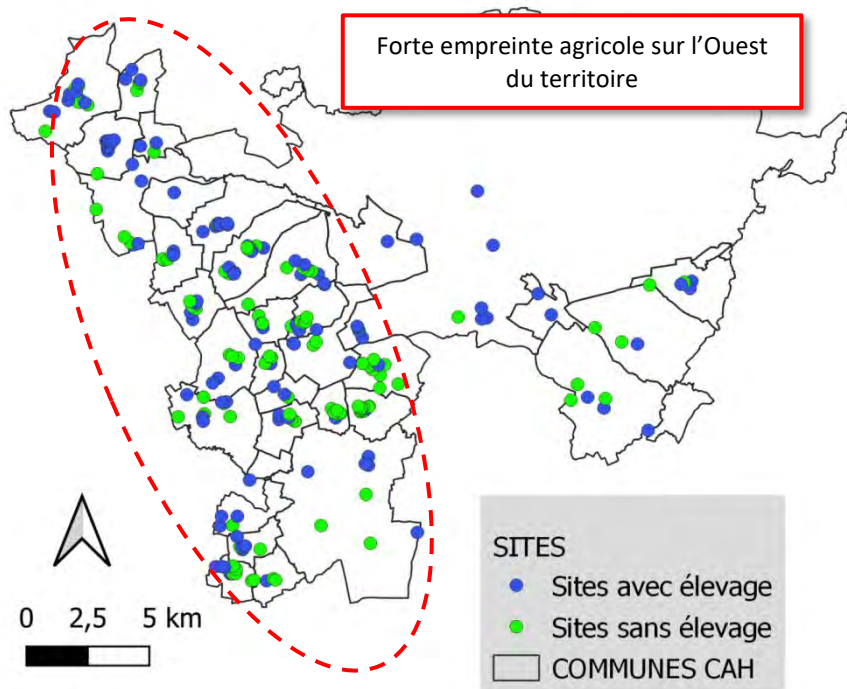 Forte empreinte agricole sur l’Ouest
du territoire
SITES
Sites avec élevage
Sites sans élevage
COMMUNES CAH
0 2,5 5 km